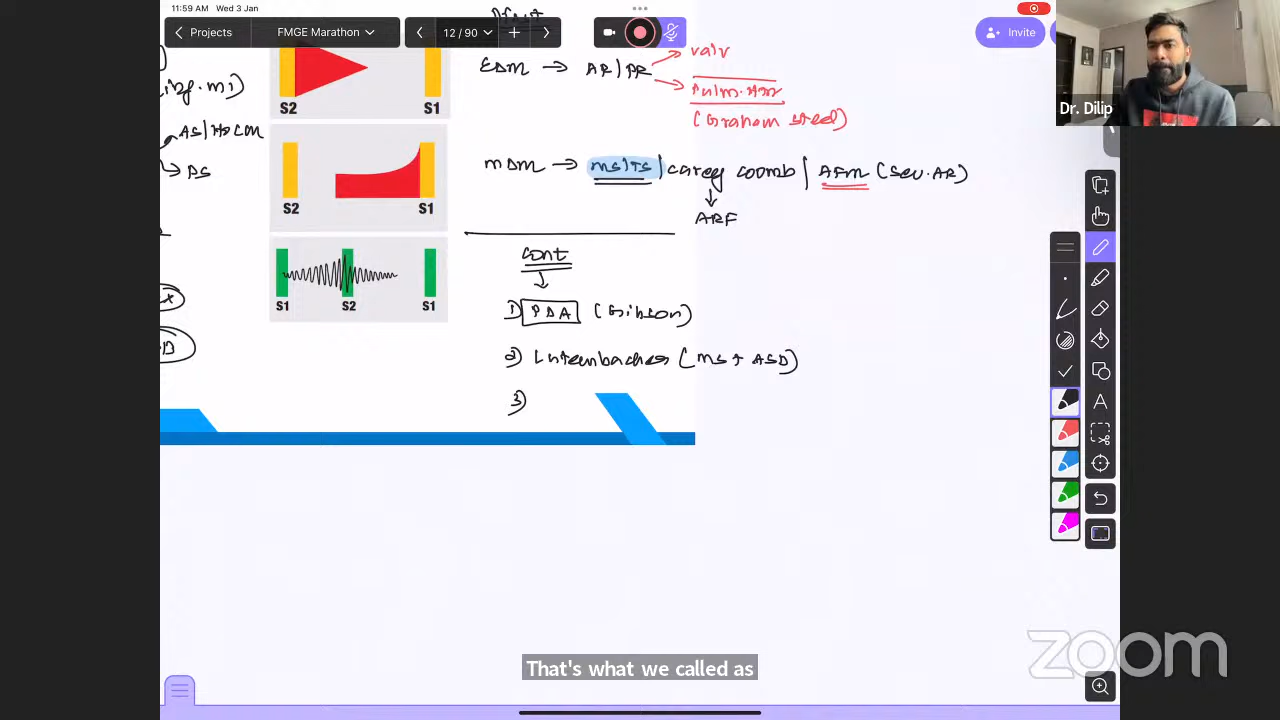 11:59 AM Wed 3 Jan
Projects
FMGE Marathon
12 / 90
Invite
Dr. Dilip
S2 S1
EDM → AR/PR
valv
Pulm. HTN
(Graham steel)
AS/HOCM
PS
MDM → MS/TS / carey coomb / AFM (sev. AR)
ARF
S2 S1
cont
S1 S2 S1
1) PDA (Gibson)
2) Lutembacher (MS + ASD)
3)
That's what we called as
zoom